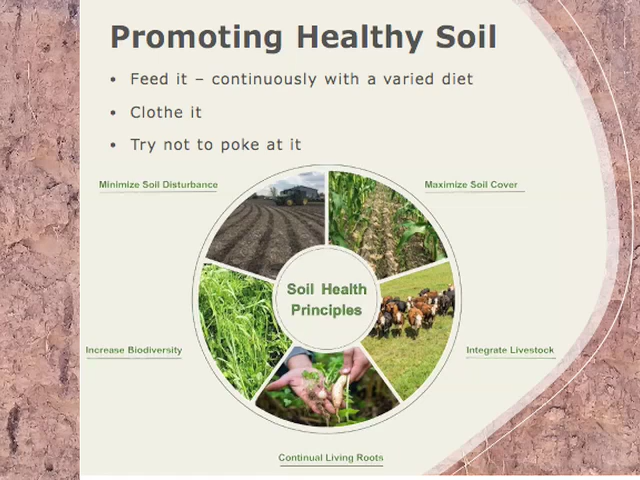 Promoting Healthy Soil
• Feed it – continuously with a varied diet
• Clothe it
• Try not to poke at it
Minimize Soil Disturbance
Maximize Soil Cover
Soil Health
Principles
Increase Biodiversity
Integrate Livestock
Continual Living Roots